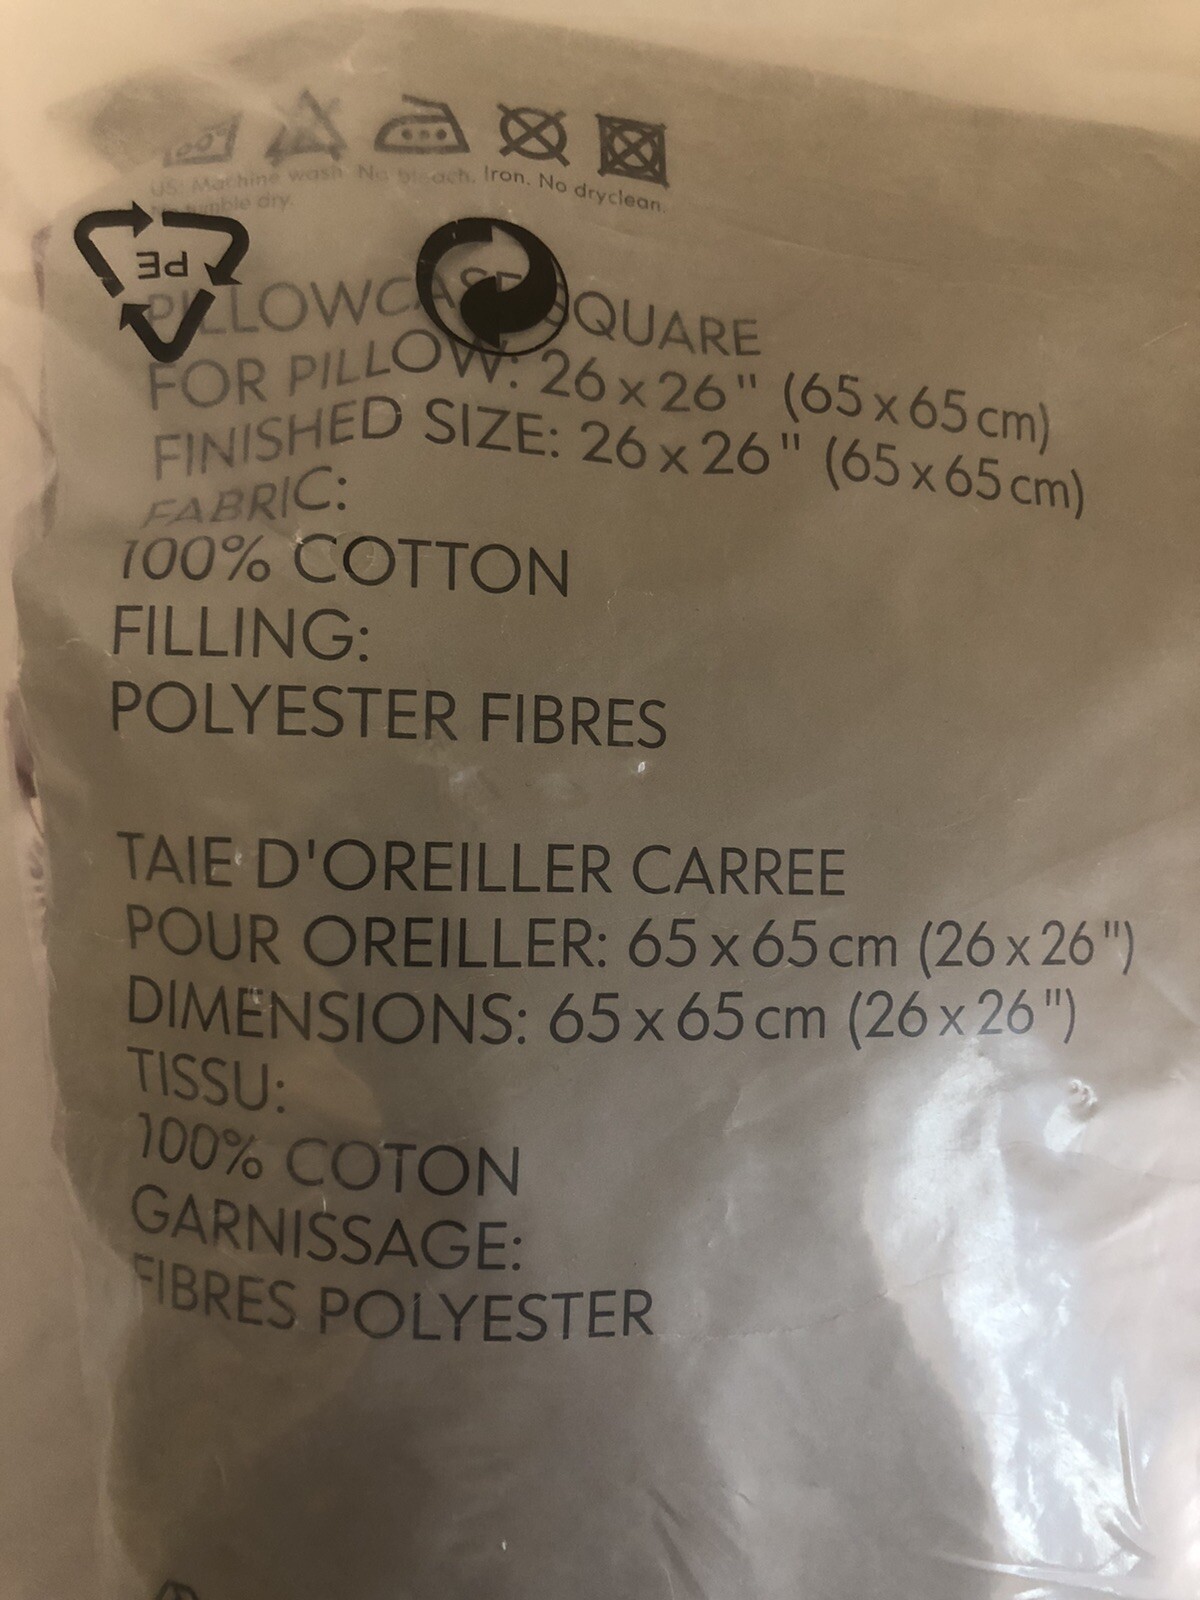 US: Machine wash. No bleach. Iron. No dryclean.
No tumble dry.
PE
PILLOWCASE SQUARE
FOR PILLOW: 26 x 26" (65 x 65 cm)
FINISHED SIZE: 26 x 26" (65 x 65 cm)
FABRIC:
100% COTTON
FILLING:
POLYESTER FIBRES
TAIE D'OREILLER CARREE
POUR OREILLER: 65 x 65 cm (26 x 26")
DIMENSIONS: 65 x 65 cm (26 x 26")
TISSU:
100% COTON
GARNISSAGE:
FIBRES POLYESTER